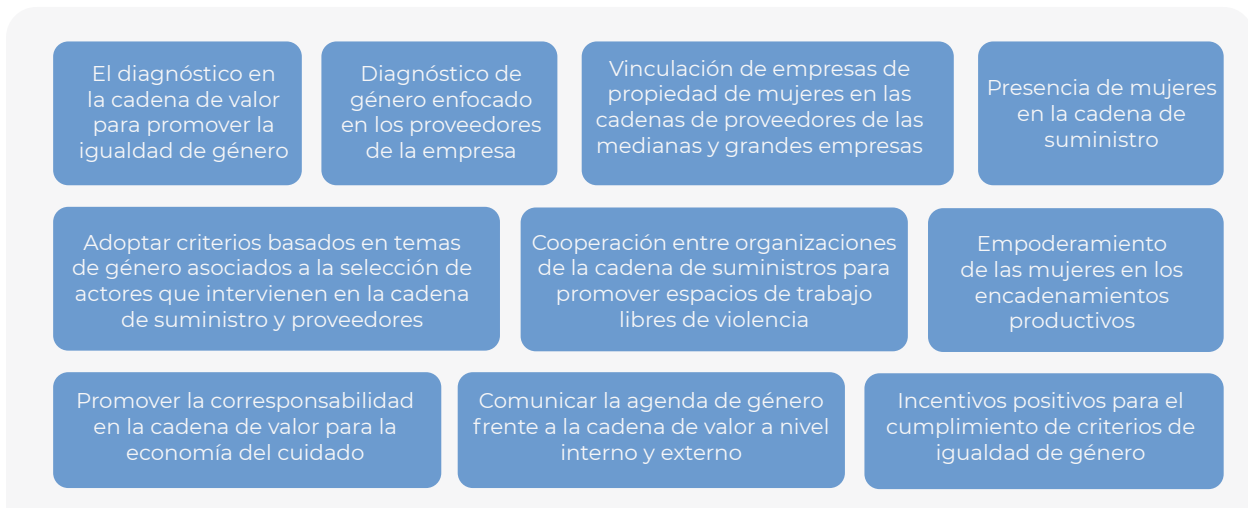 El diagnóstico en
la cadena de valor
para promover la
igualdad de género
Diagnóstico de
género enfocado
en los proveedores
de la empresa
Vinculación de empresas de
propiedad de mujeres en las
cadenas de proveedores de las
medianas y grandes empresas
Presencia de mujeres
en la cadena de
suministro
Adoptar criterios basados en temas
de género asociados a la selección de
actores que intervienen en la cadena
de suministro y proveedores
Cooperación entre organizaciones
de la cadena de suministros para
promover espacios de trabajo
libres de violencia
Empoderamiento
de las mujeres en los
encadenamientos
productivos
Promover la corresponsabilidad
en la cadena de valor para la
economía del cuidado
Comunicar la agenda de género
frente a la cadena de valor a nivel
interno y externo
Incentivos positivos para el
cumplimiento de criterios de
igualdad de género